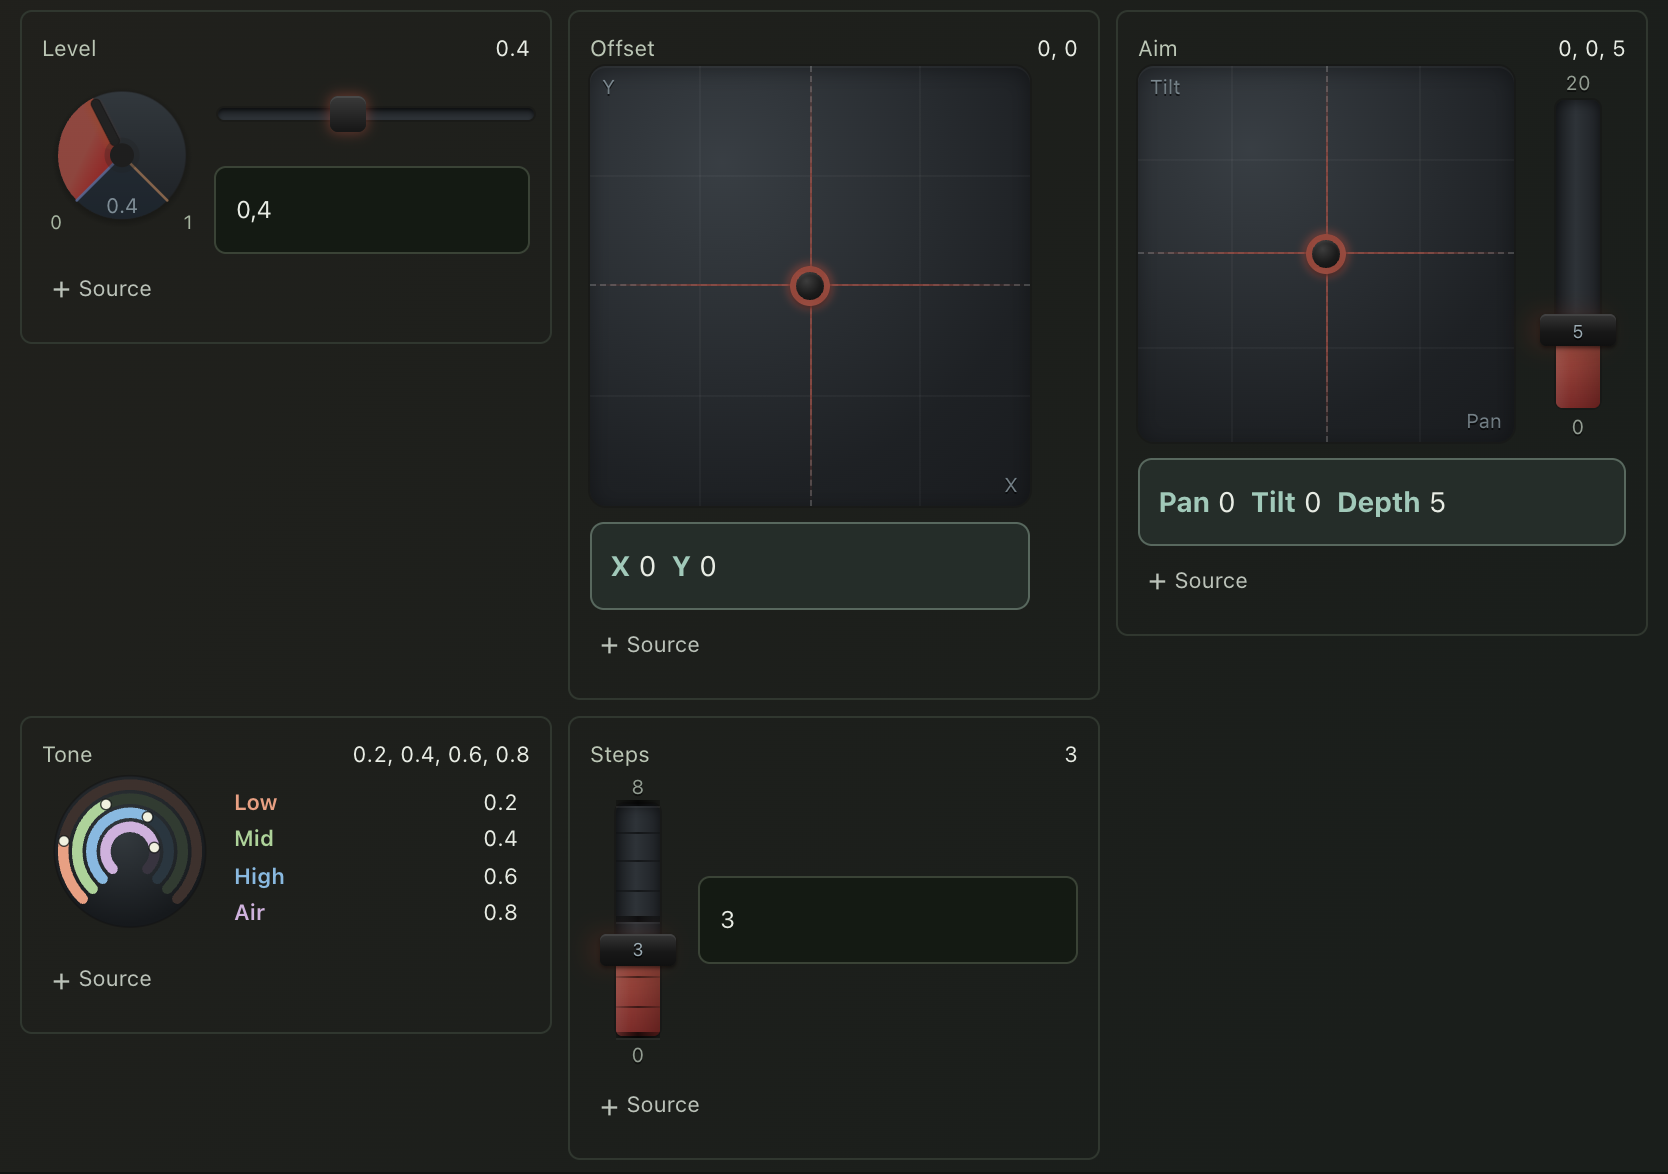 Level 0.4
0.4
0 1
0,4
+ Source
Offset 0, 0
Y
X
X 0 Y 0
+ Source
Aim 0, 0, 5
Tilt
20
5
Pan
0
Pan 0 Tilt 0 Depth 5
+ Source
Tone 0.2, 0.4, 0.6, 0.8
Low 0.2
Mid 0.4
High 0.6
Air 0.8
+ Source
Steps 3
8
3
3
0
+ Source